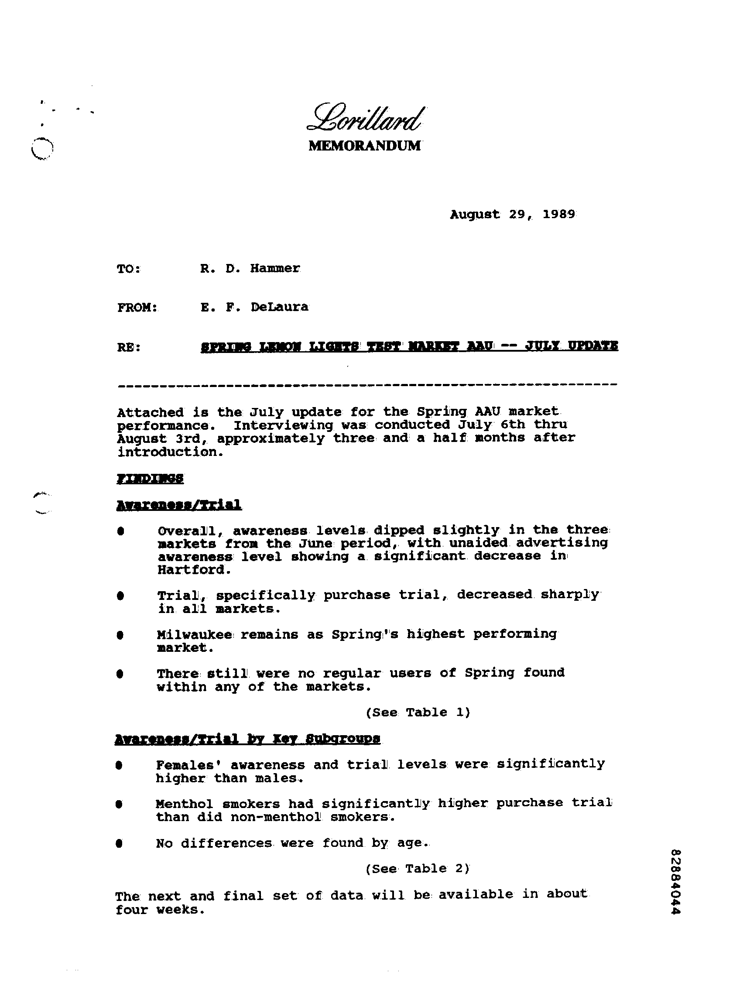 Lorillard
MEMORANDUM
August 29, 1989
TO: R. D. Hammer
FROM: E. F. DeLaura
RE: SPRING LEMON LIGHTS TEST MARKET AAU -- JULY UPDATE
------------------------------------------------------------
Attached is the July update for the Spring AAU market
performance. Interviewing was conducted July 6th thru
August 3rd, approximately three and a half months after
introduction.
FINDINGS
Awareness/Trial
● Overall, awareness levels dipped slightly in the three
markets from the June period, with unaided advertising
awareness level showing a significant decrease in
Hartford.
● Trial, specifically purchase trial, decreased sharply
in all markets.
● Milwaukee remains as Spring's highest performing
market.
● There still were no regular users of Spring found
within any of the markets.
(See Table 1)
Awareness/Trial by Key Subgroups
● Females' awareness and trial levels were significantly
higher than males.
● Menthol smokers had significantly higher purchase trial
than did non-menthol smokers.
● No differences were found by age.
(See Table 2)
The next and final set of data will be available in about
four weeks.
82884044